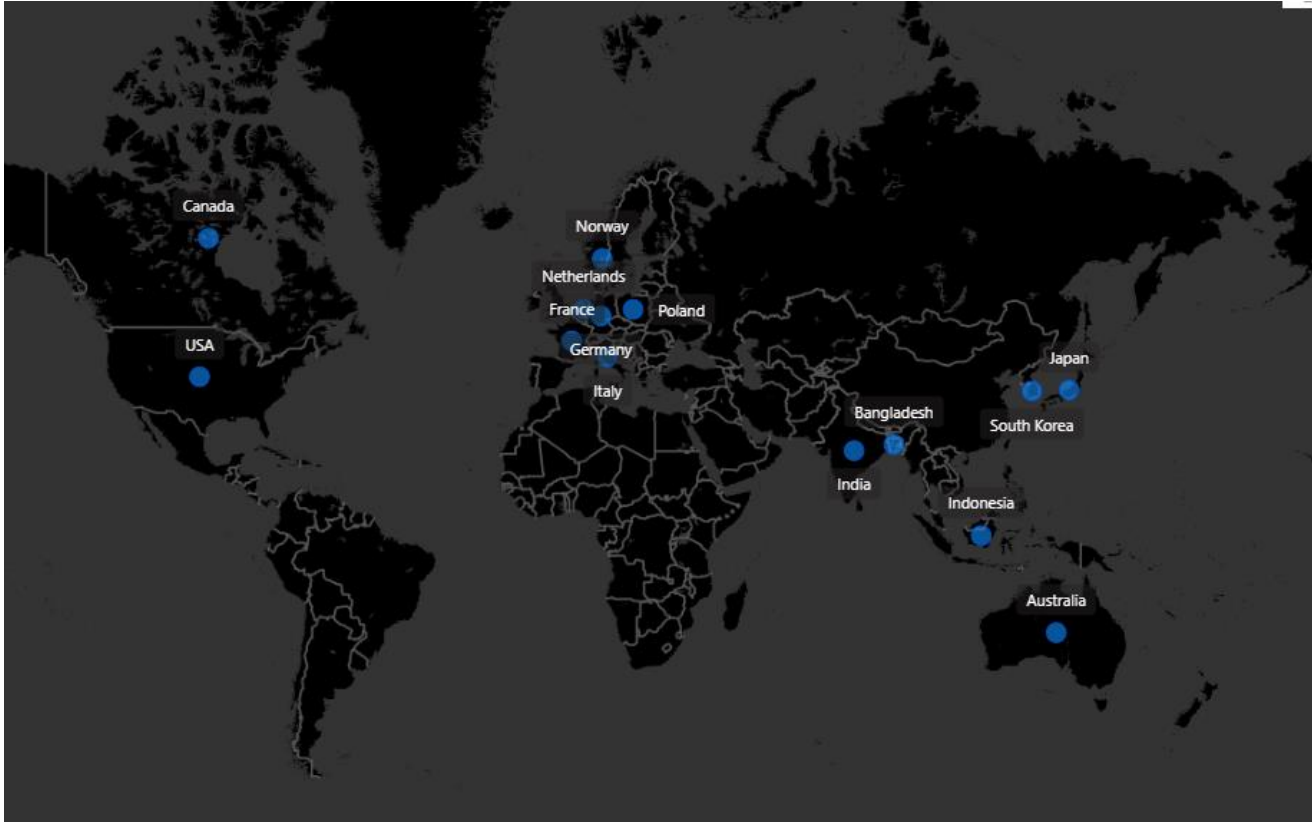 Canada
Norway
Netherlands
France
Poland
USA
Germany
Japan
Italy
Bangladesh
South Korea
India
Indonesia
Australia